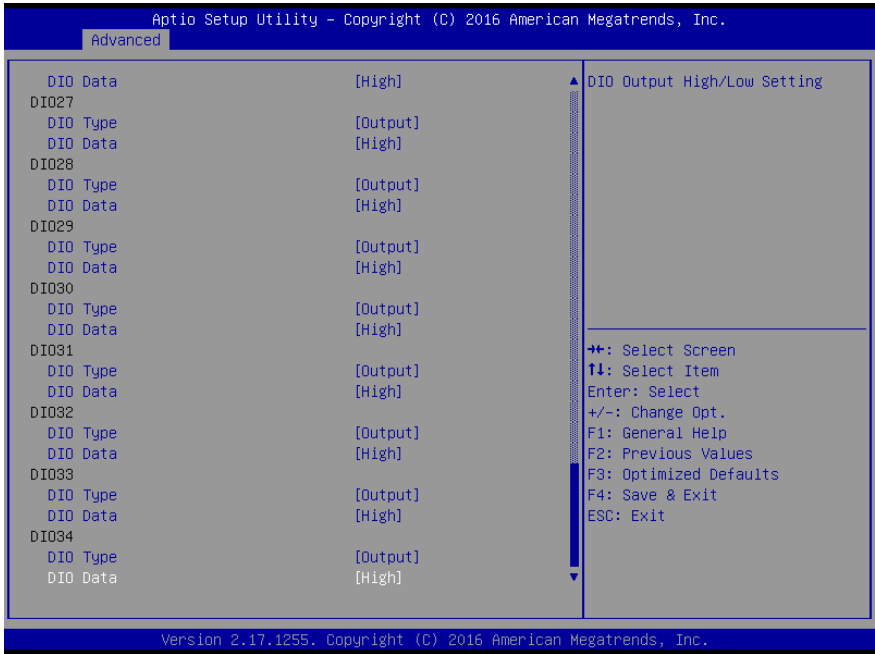 Aptio Setup Utility – Copyright (C) 2016 American Megatrends, Inc.
Advanced
DIO Data [High]
DIO27
DIO Type [Output]
DIO Data [High]
DIO28
DIO Type [Output]
DIO Data [High]
DIO29
DIO Type [Output]
DIO Data [High]
DIO30
DIO Type [Output]
DIO Data [High]
DIO31
DIO Type [Output]
DIO Data [High]
DIO32
DIO Type [Output]
DIO Data [High]
DIO33
DIO Type [Output]
DIO Data [High]
DIO34
DIO Type [Output]
DIO Data [High]
DIO Output High/Low Setting
→←: Select Screen
↑↓: Select Item
Enter: Select
+/-: Change Opt.
F1: General Help
F2: Previous Values
F3: Optimized Defaults
F4: Save & Exit
ESC: Exit
Version 2.17.1255. Copyright (C) 2016 American Megatrends, Inc.